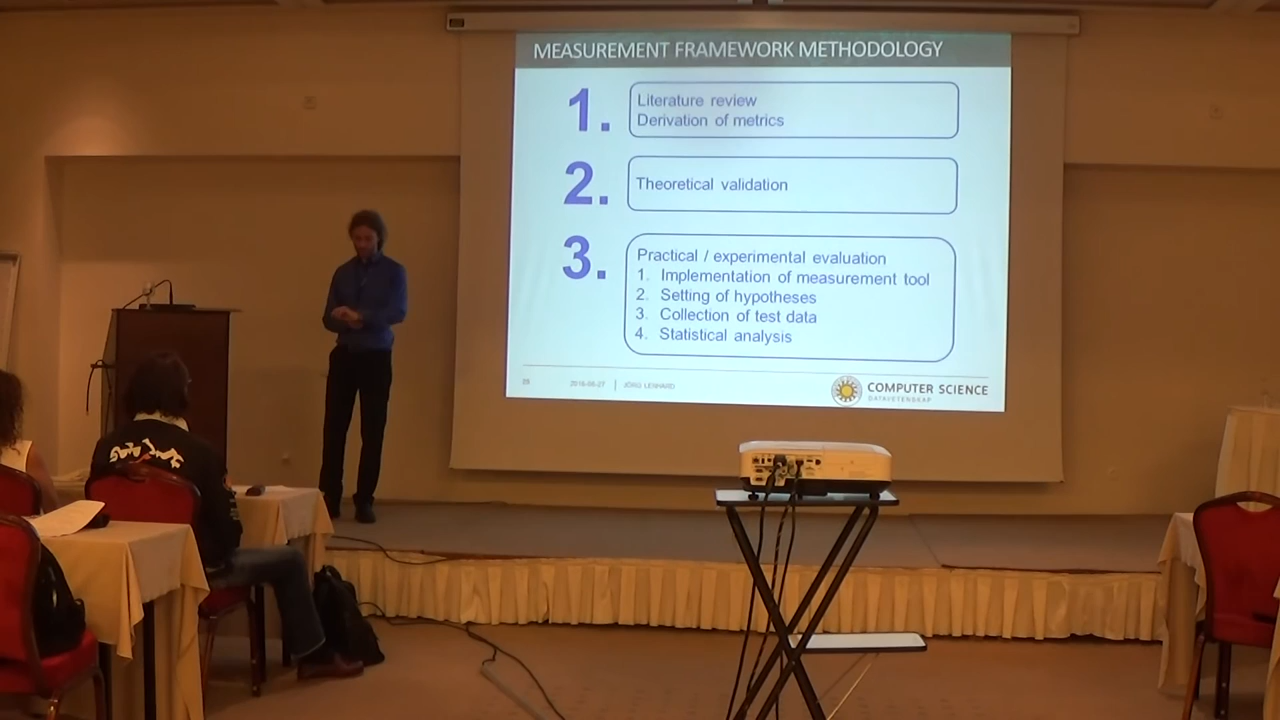 MEASUREMENT FRAMEWORK METHODOLOGY
1.
Literature review
Derivation of metrics
2.
Theoretical validation
3.
Practical / experimental evaluation
1. Implementation of measurement tool
2. Setting of hypotheses
3. Collection of test data
4. Statistical analysis
JÖRG LENHARD
COMPUTER SCIENCE
DATAVETENSKAP